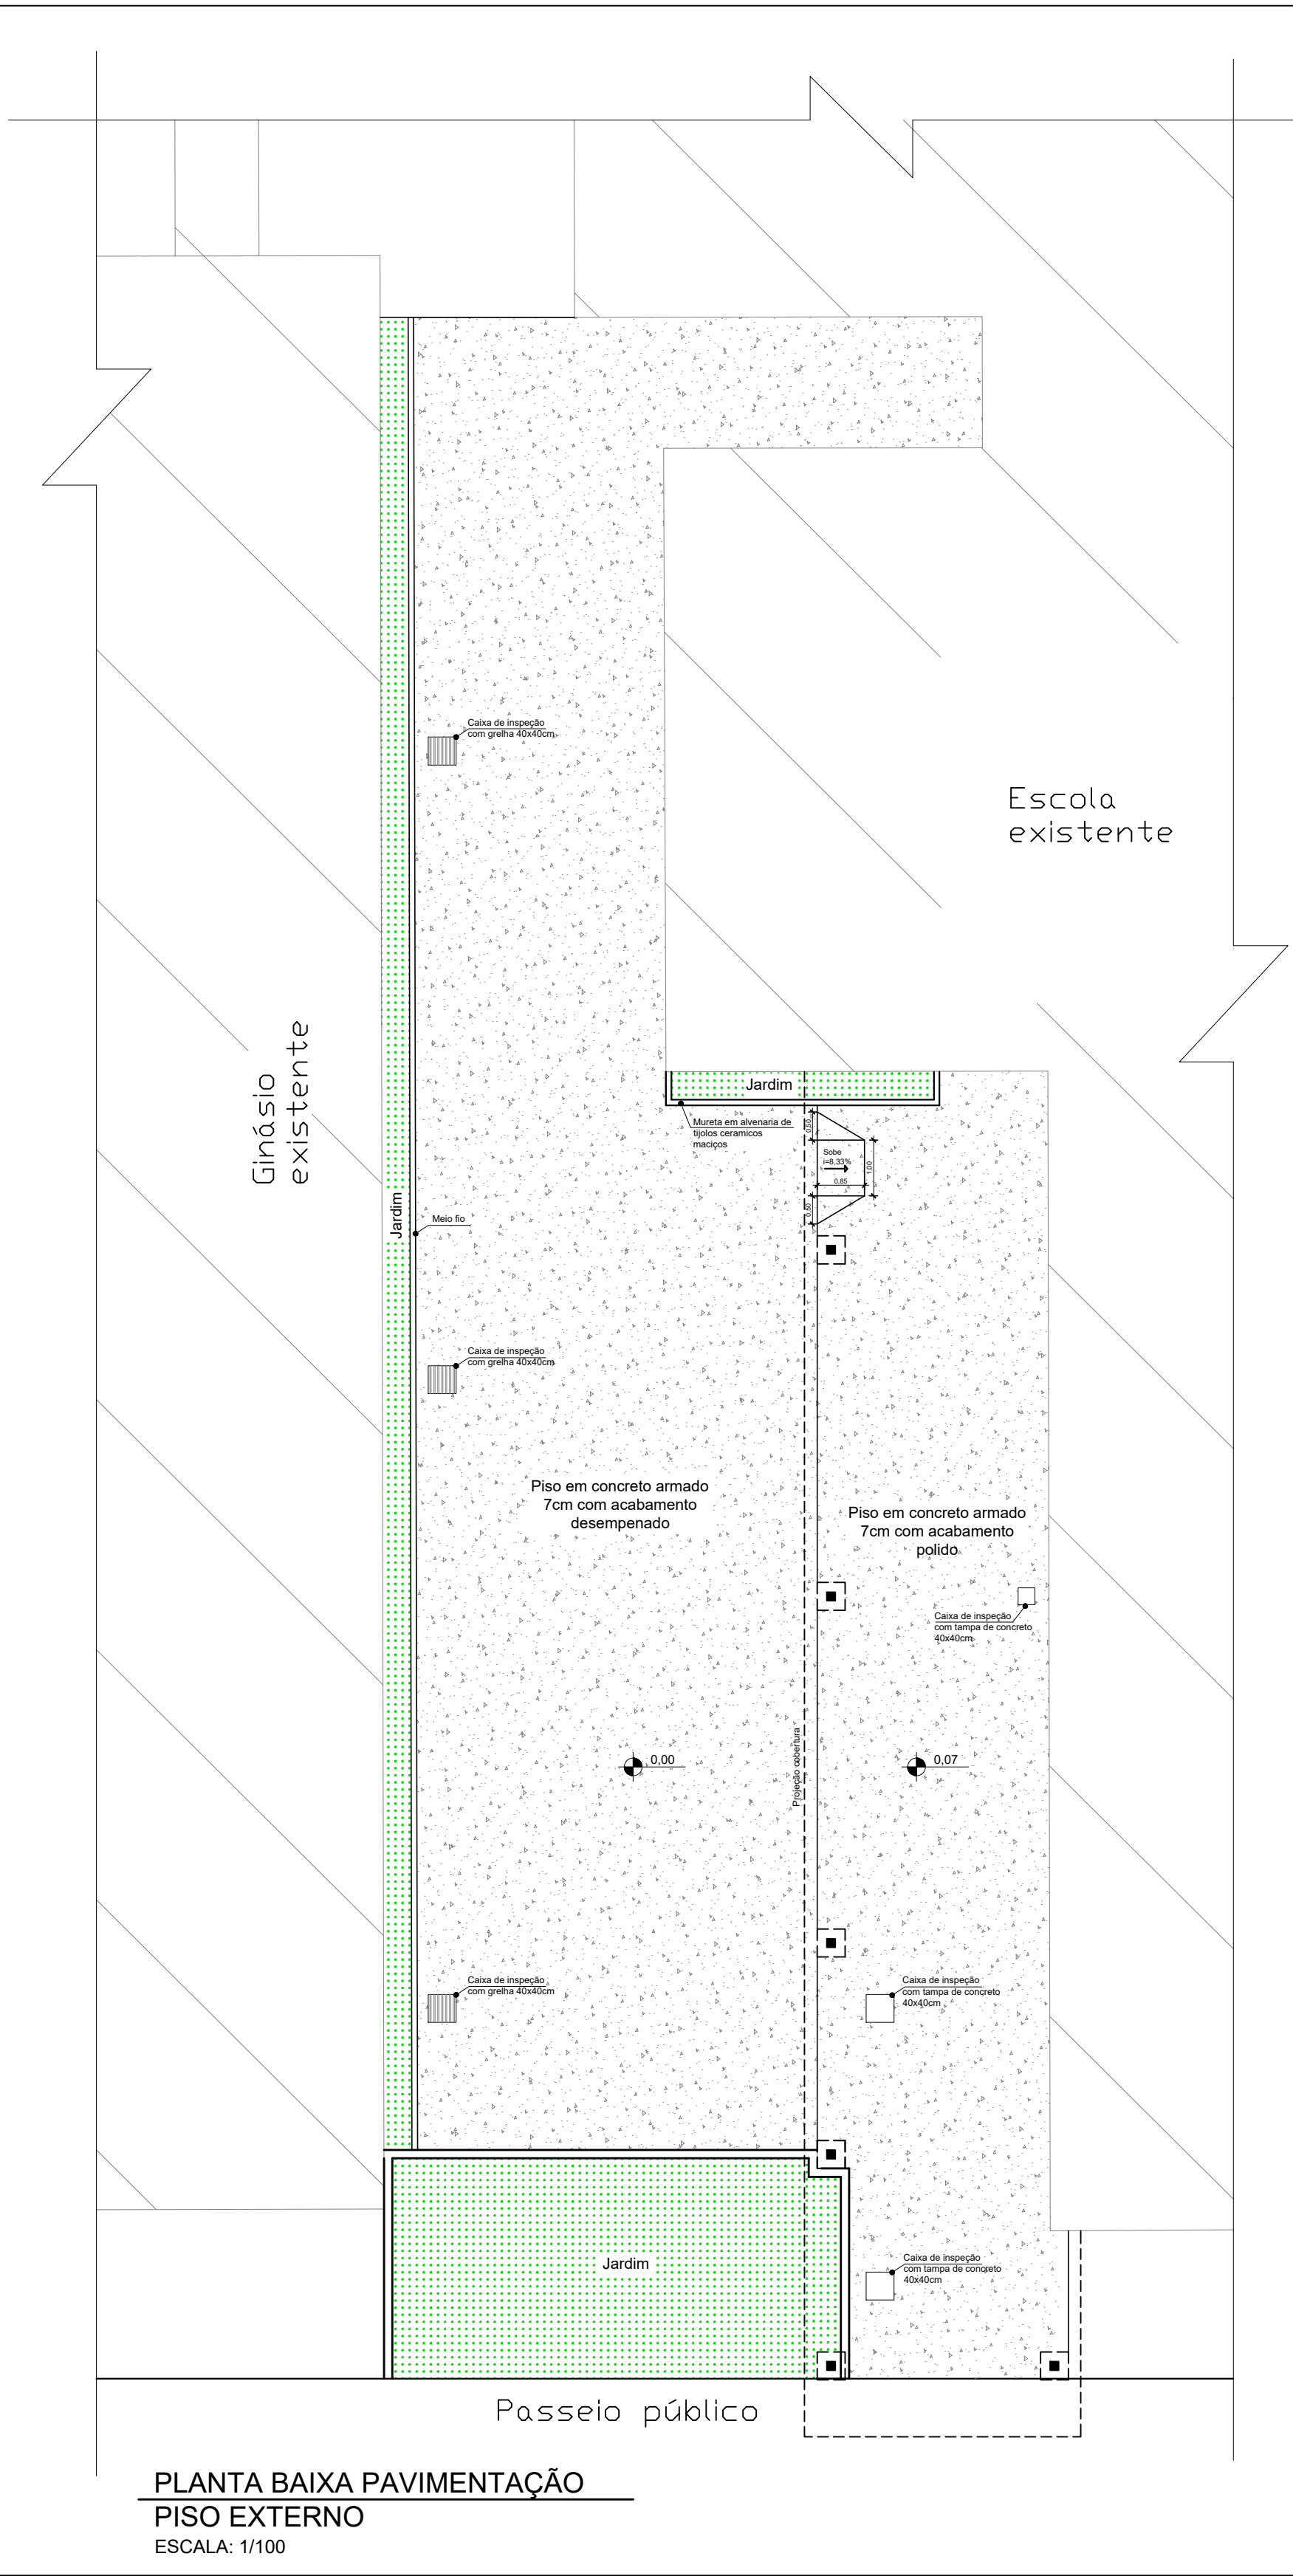 Caixa de inspeção
com grelha 40x40cm
Escola
existente
Ginásio
existente
Jardim
Mureta em alvenaria de
tijolos ceramicos
maciços
0,50
Sobe
i=8,33%
1,00
0,85
0,50
Jardim
Meio fio
Caixa de inspeção
com grelha 40x40cm
Piso em concreto armado
7cm com acabamento
desempenado
Piso em concreto armado
7cm com acabamento
polido
Caixa de inspeção
com tampa de concreto
40x40cm
Projeção cobertura
0,00
0,07
Caixa de inspeção
com grelha 40x40cm
Caixa de inspeção
com tampa de concreto
40x40cm
Jardim
Caixa de inspeção
com tampa de concreto
40x40cm
Passeio público
PLANTA BAIXA PAVIMENTAÇÃO
PISO EXTERNO
ESCALA: 1/100